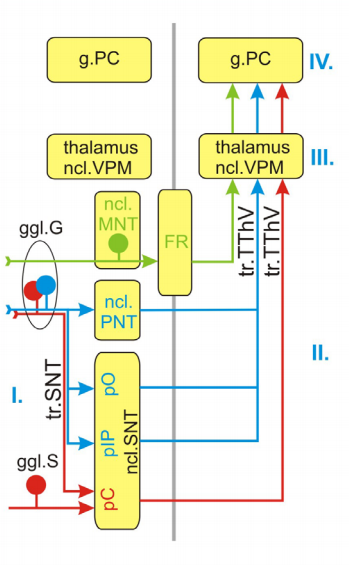 g.PC
g.PC
IV.
thalamus
ncl.VPM
thalamus
ncl.VPM
III.
ncl.
MNT
ggl.G
FR
tr.TThV
tr.TThV
ncl.
PNT
II.
I.
tr.SNT
pO
pIP
ncl.SNT
ggl.S
pC